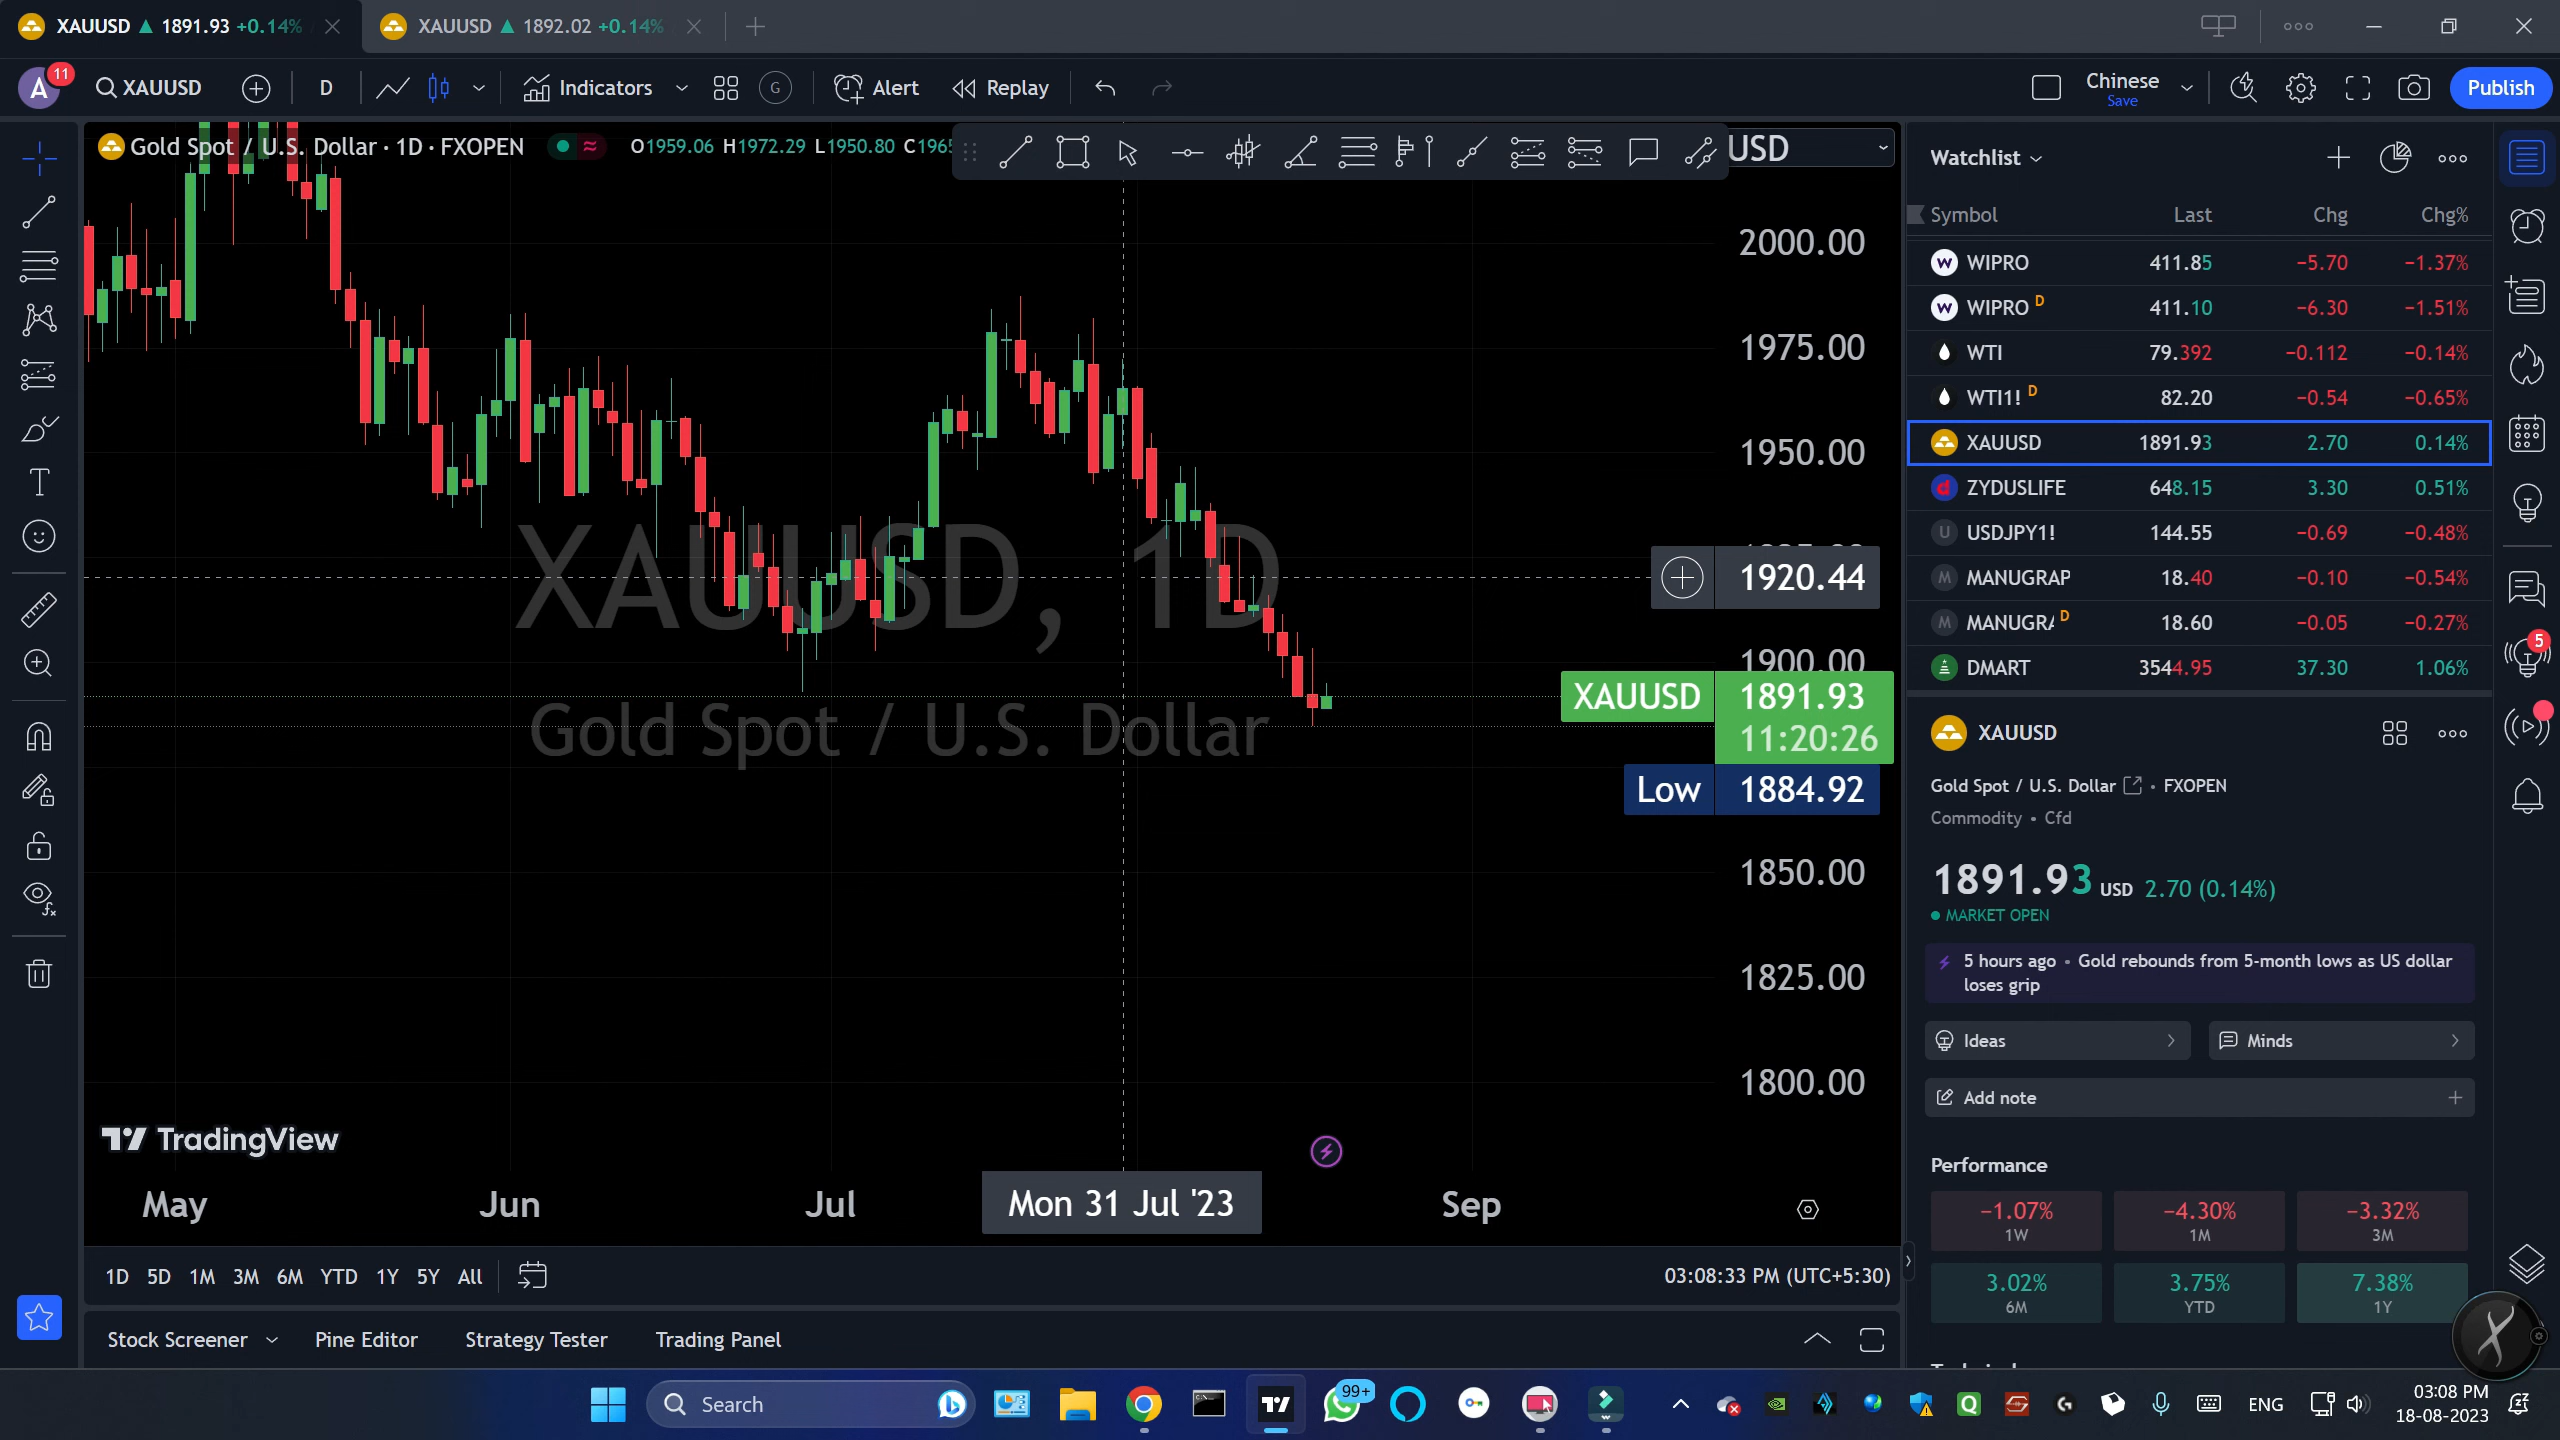 XAUUSD ▲ 1891.93 +0.14%
XAUUSD ▲ 1892.02 +0.14%
A 11 XAUUSD D Indicators G Alert Replay
Chinese
Save
Publish
Gold Spot / U.S. Dollar · 1D · FXOPEN O1959.06 H1972.29 L1950.80 C196
USD
2000.00
1975.00
1950.00
1920.44
1900.00
XAUUSD 1891.93
11:20:26
Low 1884.92
1850.00
1825.00
1800.00
XAUUSD, 1D
Gold Spot / U.S. Dollar
TradingView
May Jun Jul Mon 31 Jul '23 Sep
1D 5D 1M 3M 6M YTD 1Y 5Y All
03:08:33 PM (UTC+5:30)
Stock Screener Pine Editor Strategy Tester Trading Panel
Watchlist
Symbol Last Chg Chg%
WIPRO 411.85 −5.70 −1.37%
WIPRO D 411.10 −6.30 −1.51%
WTI 79.392 −0.112 −0.14%
WTI1! D 82.20 −0.54 −0.65%
XAUUSD 1891.93 2.70 0.14%
ZYDUSLIFE 648.15 3.30 0.51%
U USDJPY1! 144.55 −0.69 −0.48%
M MANUGRAP 18.40 −0.10 −0.54%
M MANUGRA D 18.60 −0.05 −0.27%
DMART 3544.95 37.30 1.06%
XAUUSD
Gold Spot / U.S. Dollar • FXOPEN
Commodity • Cfd
1891.93 USD 2.70 (0.14%)
MARKET OPEN
5 hours ago • Gold rebounds from 5-month lows as US dollar
loses grip
Ideas
Minds
Add note
Performance
−1.07% −4.30% −3.32%
1W 1M 3M
3.02% 3.75% 7.38%
6M YTD 1Y
5
Search
99+
ENG
03:08 PM
18-08-2023